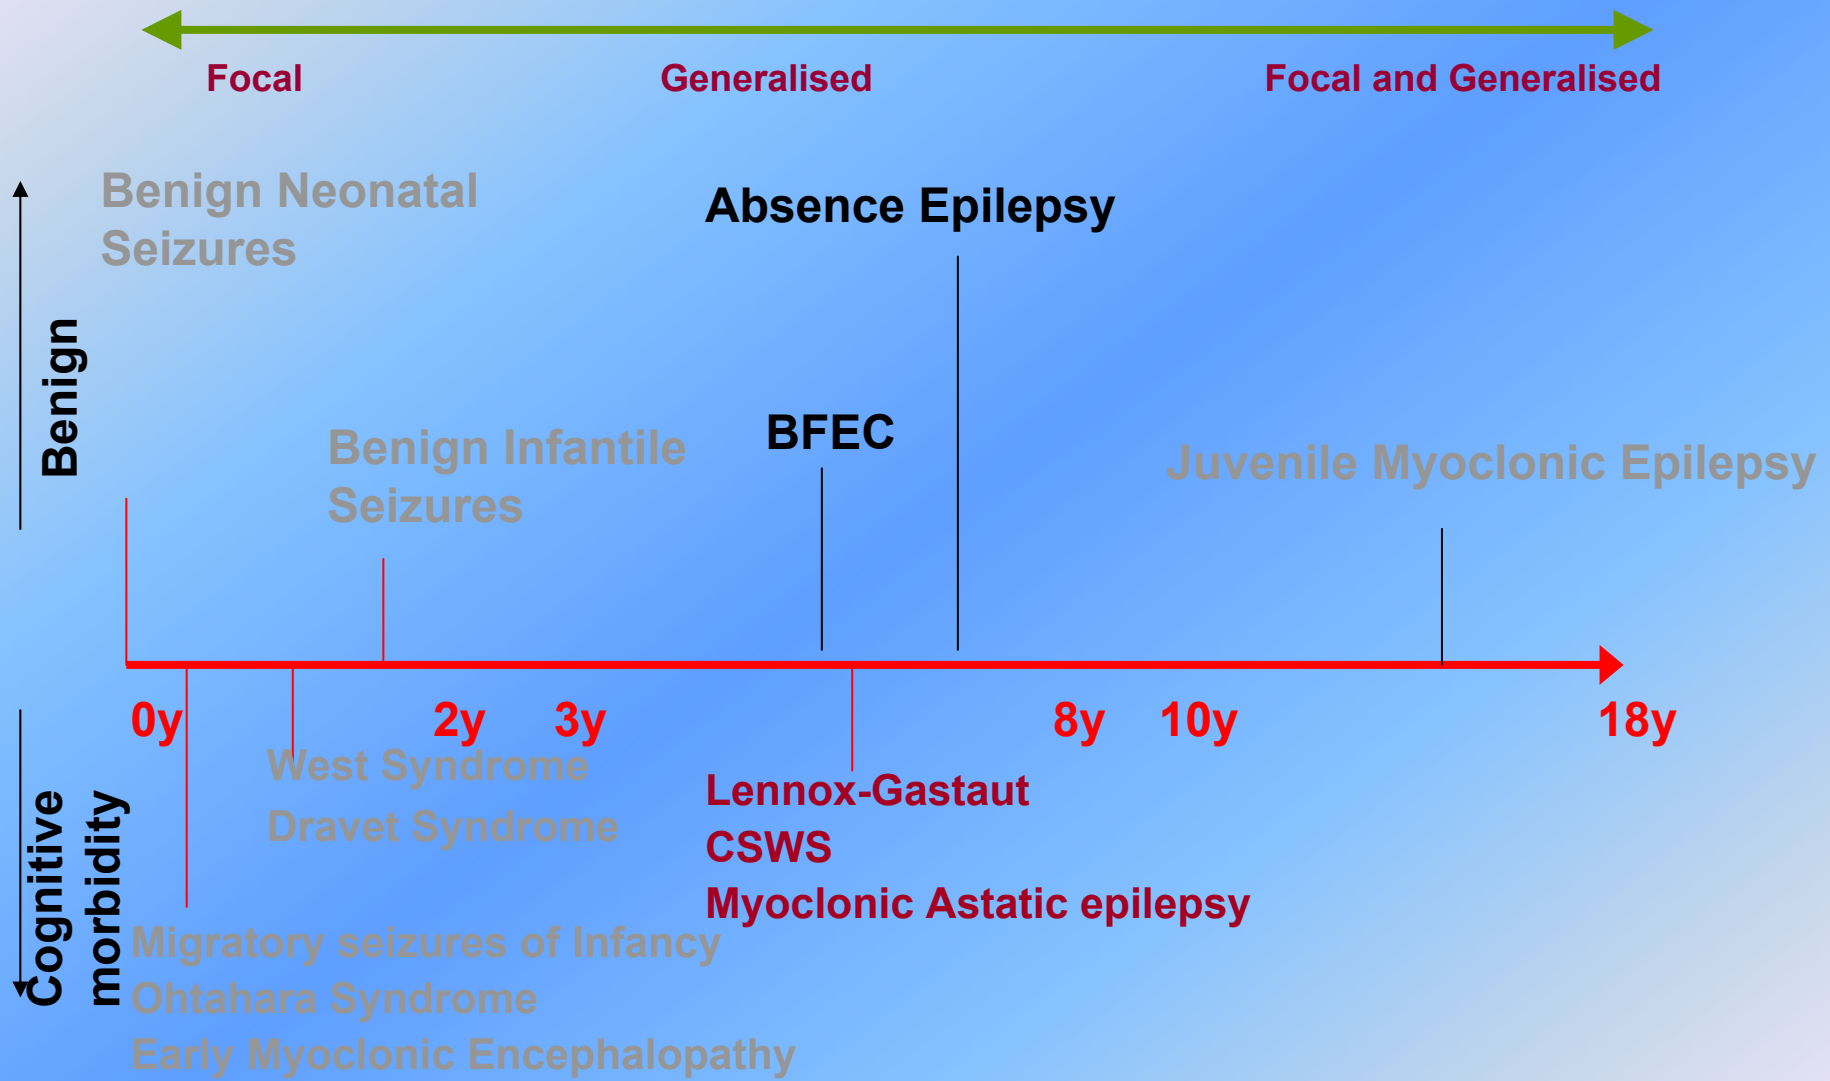 Focal Generalised Focal and Generalised
Benign Neonatal
Seizures
Absence Epilepsy
Benign
BFEC
Benign Infantile
Seizures
Juvenile Myoclonic Epilepsy
0y 2y 3y 8y 10y 18y
Cognitive
morbidity
West Syndrome
Dravet Syndrome
Lennox-Gastaut
CSWS
Myoclonic Astatic epilepsy
Migratory seizures of Infancy
Ohtahara Syndrome
Early Myoclonic Encephalopathy